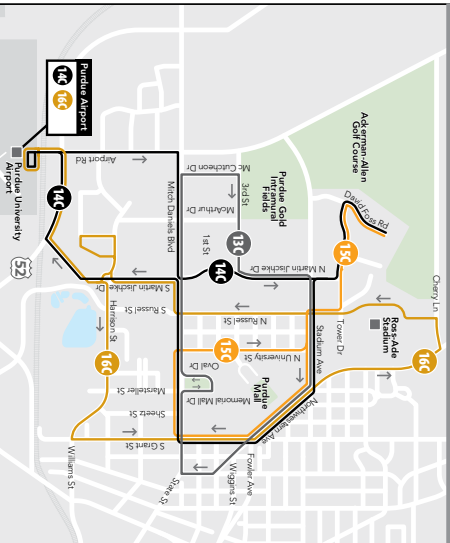 Ackerman-Allen
Golf Course
David Foss Rd
Cherry Ln
15C
Ross-Ade
Stadium
16C
Tower Dr
Purdue Gold
Intramural
Fields
Stadium Ave
Northwestern Ave
N Martin Jischke Dr
N Russel St
N University St
Mc Cutcheon Dr
3rd St
McArthur Dr
13C
14C
1st St
15C
Purdue
Mall
Oval Dr
Memorial Mall Dr
Fowler Ave
Wiggins St
State St
Mitch Daniels Blvd
Airport Rd
S Martin Jischke Dr
S Russel St
Harrison St
16C
Marsteller St
Sheetz St
S Grant St
Williams St
Purdue Airport
14C 16C
14C
Purdue University
Airport
52